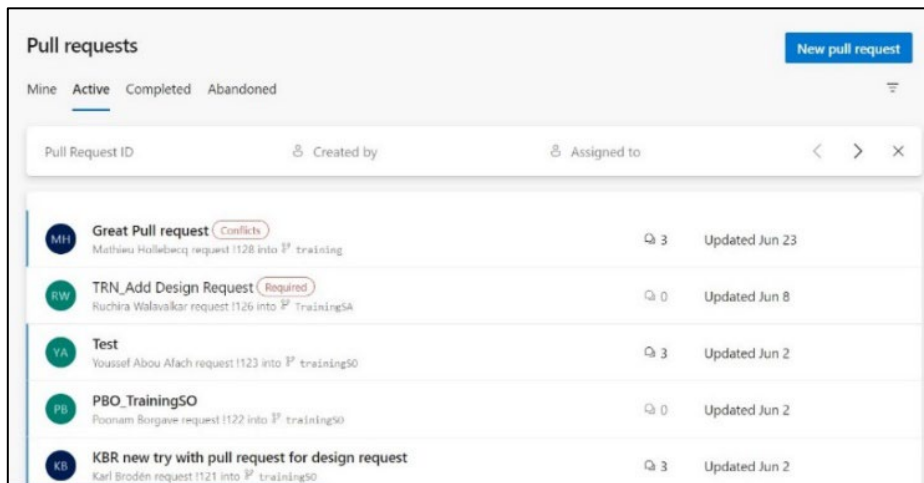 Pull requests
New pull request
Mine Active Completed Abandoned
Pull Request ID Created by Assigned to
MH Great Pull request Conflicts 3 Updated Jun 23
Mathieu Hollebecq request !128 into training
RW TRN_Add Design Request Required 0 Updated Jun 8
Ruchira Walavalkar request !126 into TrainingSA
YA Test 3 Updated Jun 2
Youssef Abou Afach request !123 into trainingSO
PB PBO_TrainingSO 0 Updated Jun 2
Poonam Borgave request !122 into trainingSO
KB KBR new try with pull request for design request 3 Updated Jun 2
Karl Brodén request !121 into trainingSO